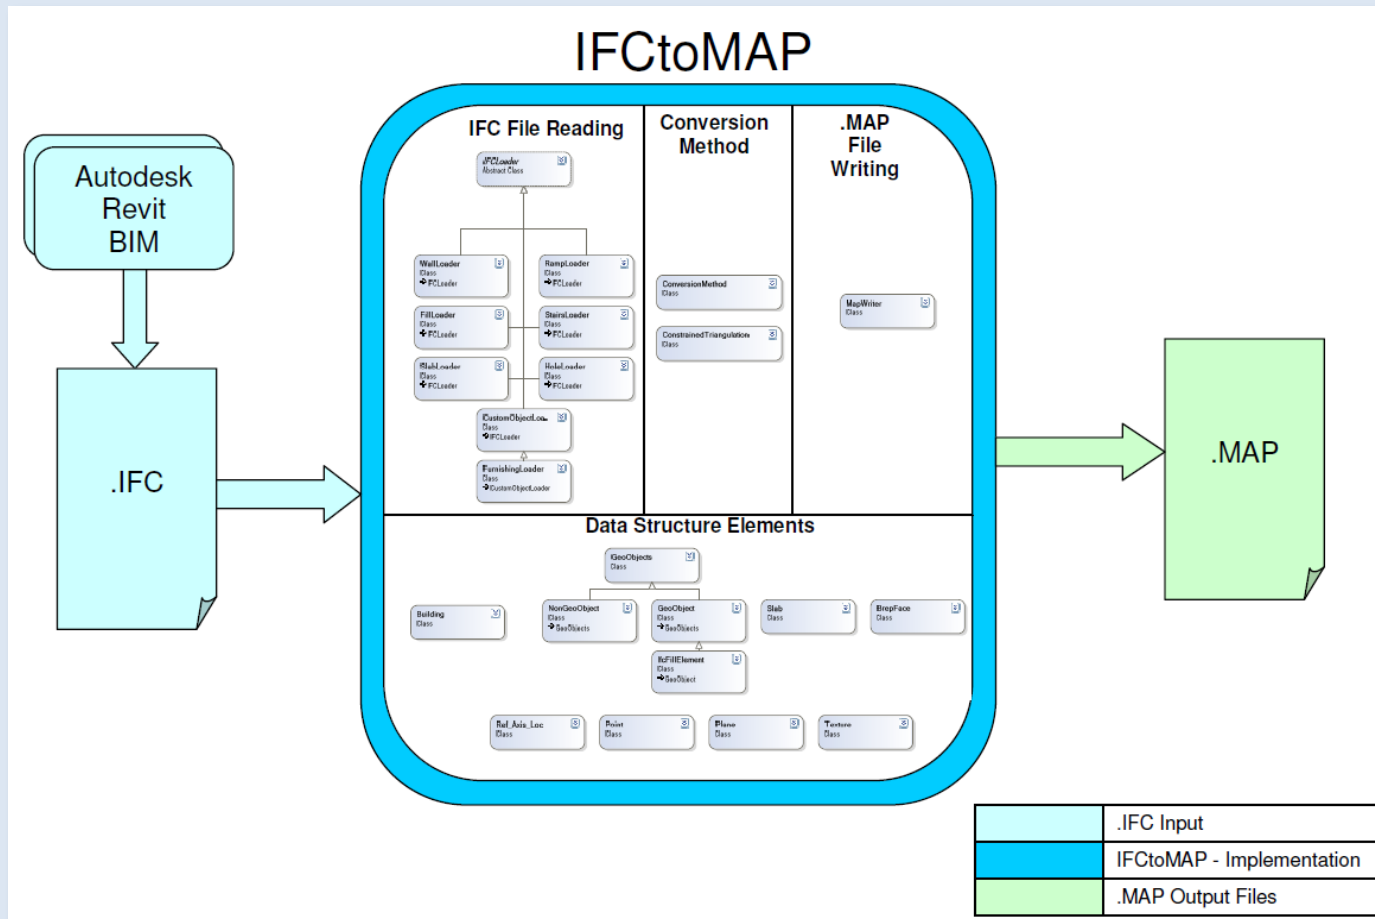 IFCtoMAP
Autodesk
Revit
BIM
.IFC
IFC File Reading
IFCLoader
Abstract Class
WallLoader
Class
IFCLoader
RampLoader
Class
IFCLoader
FillLoader
Class
IFCLoader
StairsLoader
Class
IFCLoader
SlabLoader
Class
IFCLoader
HoleLoader
Class
IFCLoader
CustomObjectLoa...
Class
IFCLoader
FurnishingLoader
Class
CustomObjectLoader
Conversion
Method
ConversionMethod
Class
ConstrainedTriangulation
Class
.MAP
File
Writing
MapWriter
Class
Data Structure Elements
GeoObjects
Class
Building
Class
NonGeoObject
Class
GeoObjects
GeoObject
Class
GeoObjects
Slab
Class
BrepFace
Class
IfcFillElement
Class
GeoObject
Ref_Axis_Loc
Class
Point
Class
Plane
Class
Texture
Class
.MAP
.IFC Input
IFCtoMAP - Implementation
.MAP Output Files